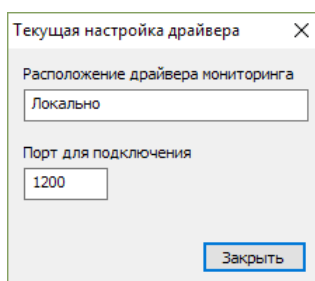 Текущая настройка драйвера
Расположение драйвера мониторинга
Локально
Порт для подключения
1200
Закрыть